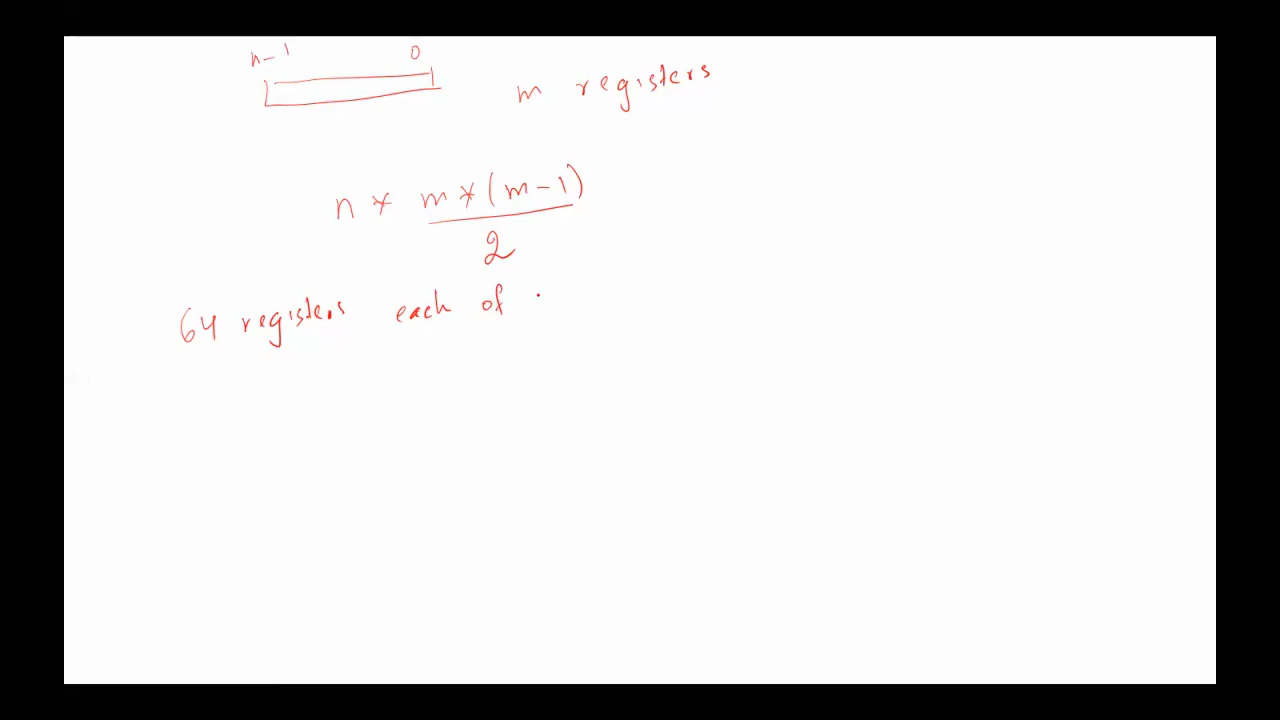 n-1 0
m registers
n * m*(m-1)
2
64 registers each of